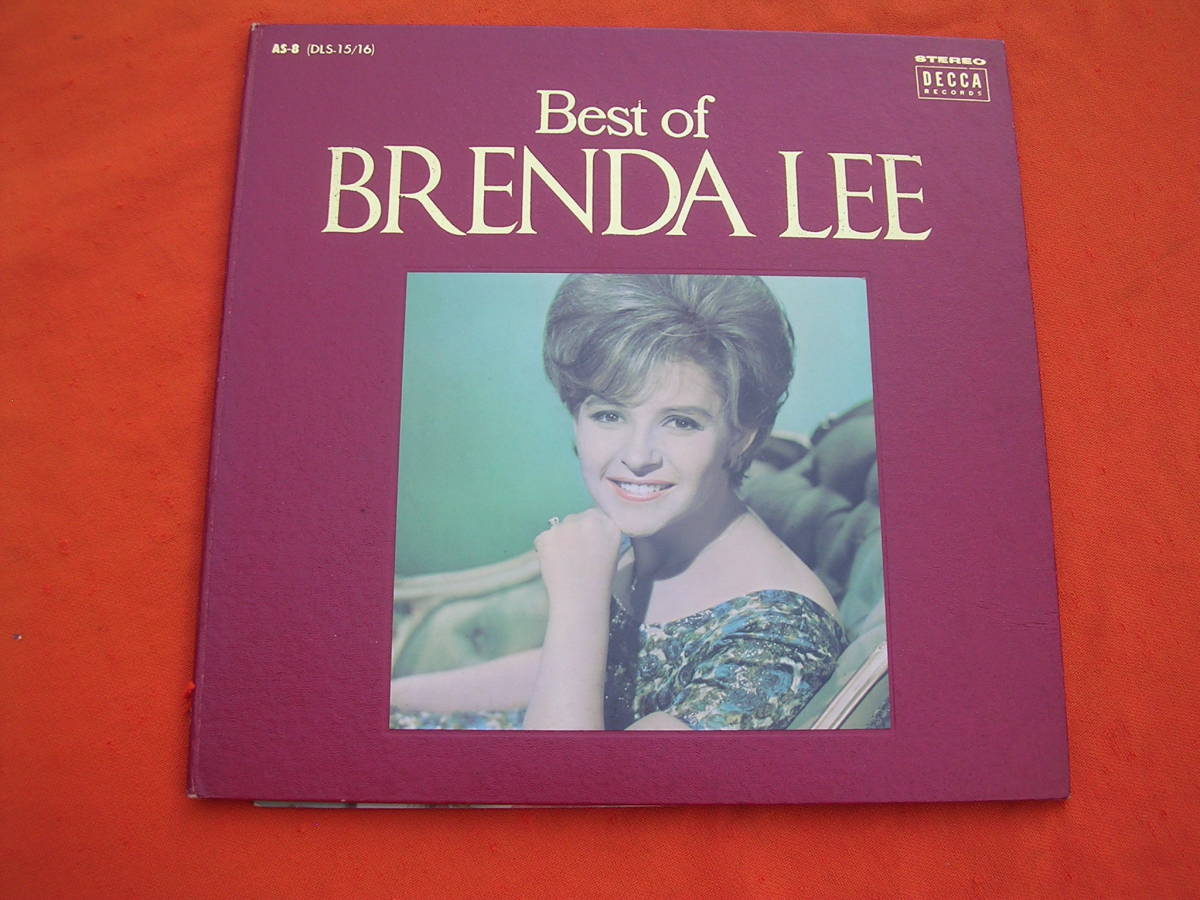 AS-8 (DLS-15/16)
STEREO
DECCA
RECORDS
Best of
BRENDA LEE